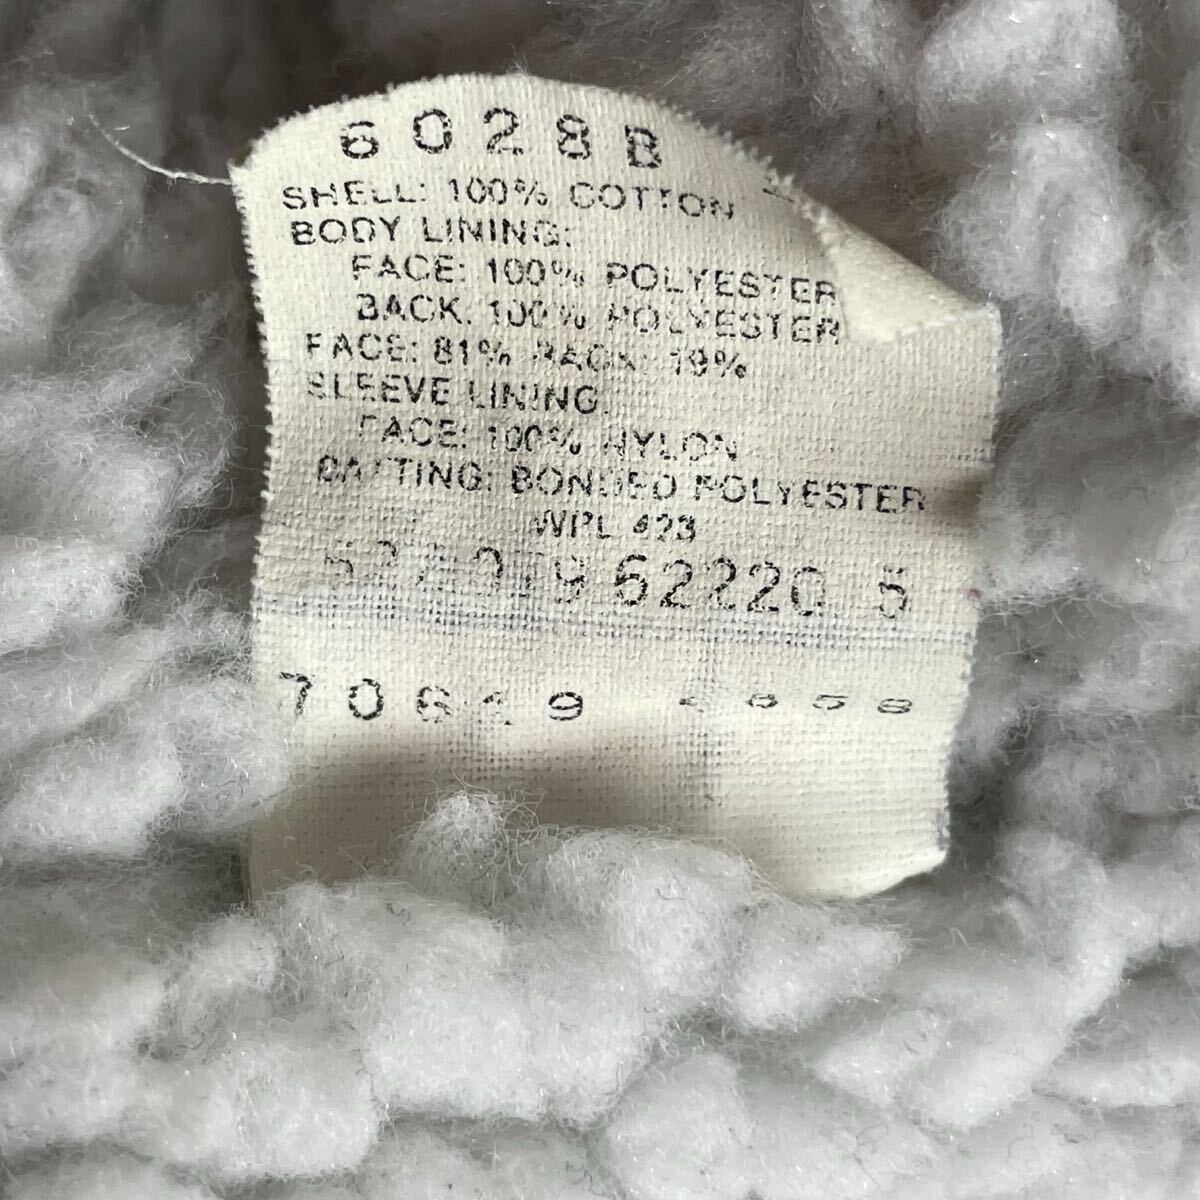 6028B
SHELL: 100% COTTON
BODY LINING:
FACE: 100% POLYESTER
BACK: 100% POLYESTER
FACE: 81% BACK: 19%
SLEEVE LINING:
FACE: 100% NYLON
BATTING: BONDED POLYESTER
WPL 423
62220 5